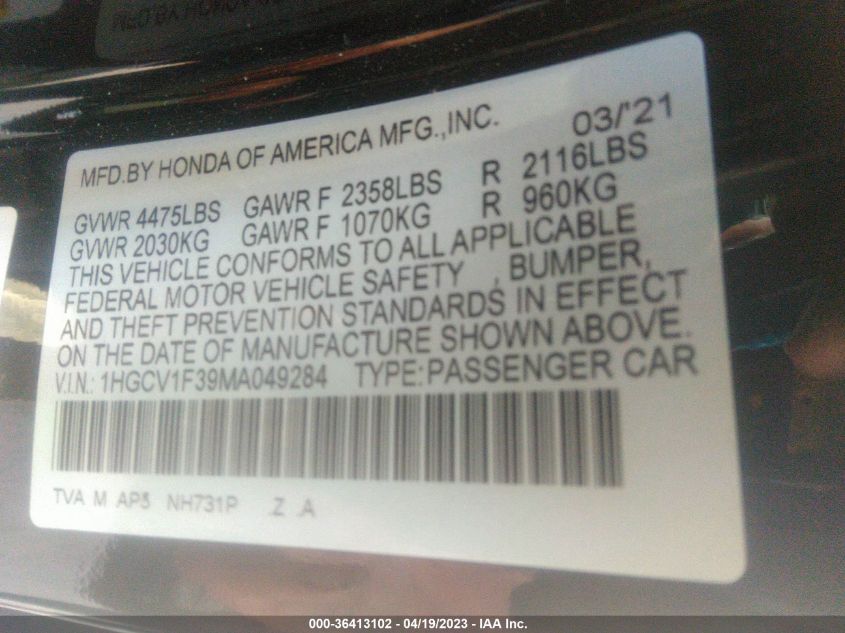 MFD.BY HONDA OF AMERICA MFG.,INC. 03/'21
GVWR 4475LBS GAWR F 2358LBS R 2116LBS
GVWR 2030KG GAWR F 1070KG R 960KG
THIS VEHICLE CONFORMS TO ALL APPLICABLE
FEDERAL MOTOR VEHICLE SAFETY , BUMPER,
AND THEFT PREVENTION STANDARDS IN EFFECT
ON THE DATE OF MANUFACTURE SHOWN ABOVE.
V.I.N.: 1HGCV1F39MA049284 TYPE:PASSENGER CAR
TVA M AP5 NH731P .Z .A
000-36413102 - 04/19/2023 - IAA Inc.